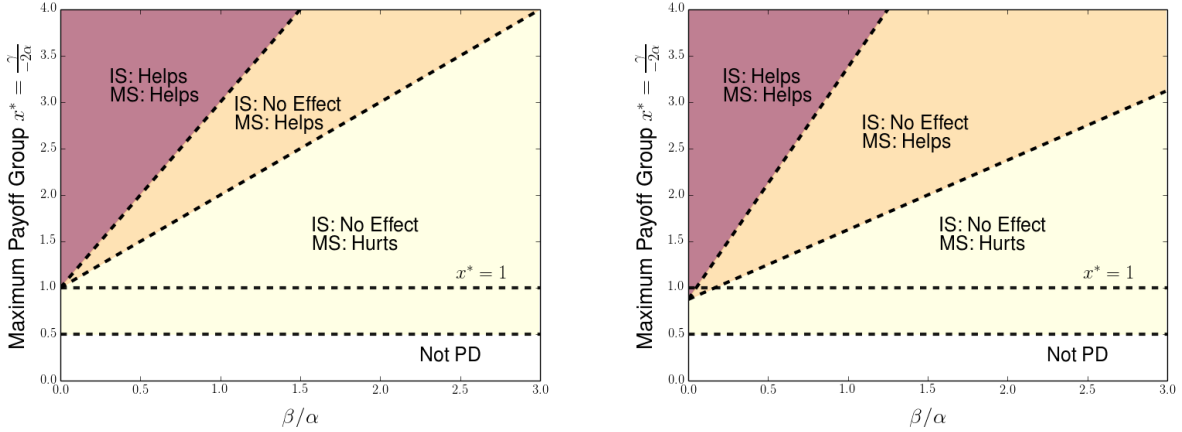 Maximum Payoff Group x* = γ/−2α
4.0
3.5
3.0
2.5
2.0
1.5
1.0
0.5
0.0
IS: Helps
MS: Helps
IS: No Effect
MS: Helps
IS: No Effect
MS: Hurts
x* = 1
Not PD
0.0 0.5 1.0 1.5 2.0 2.5 3.0
β/α
Maximum Payoff Group x* = γ/−2α
4.0
3.5
3.0
2.5
2.0
1.5
1.0
0.5
0.0
IS: Helps
MS: Helps
IS: No Effect
MS: Helps
IS: No Effect
MS: Hurts
x* = 1
Not PD
0.0 0.5 1.0 1.5 2.0 2.5 3.0
β/α